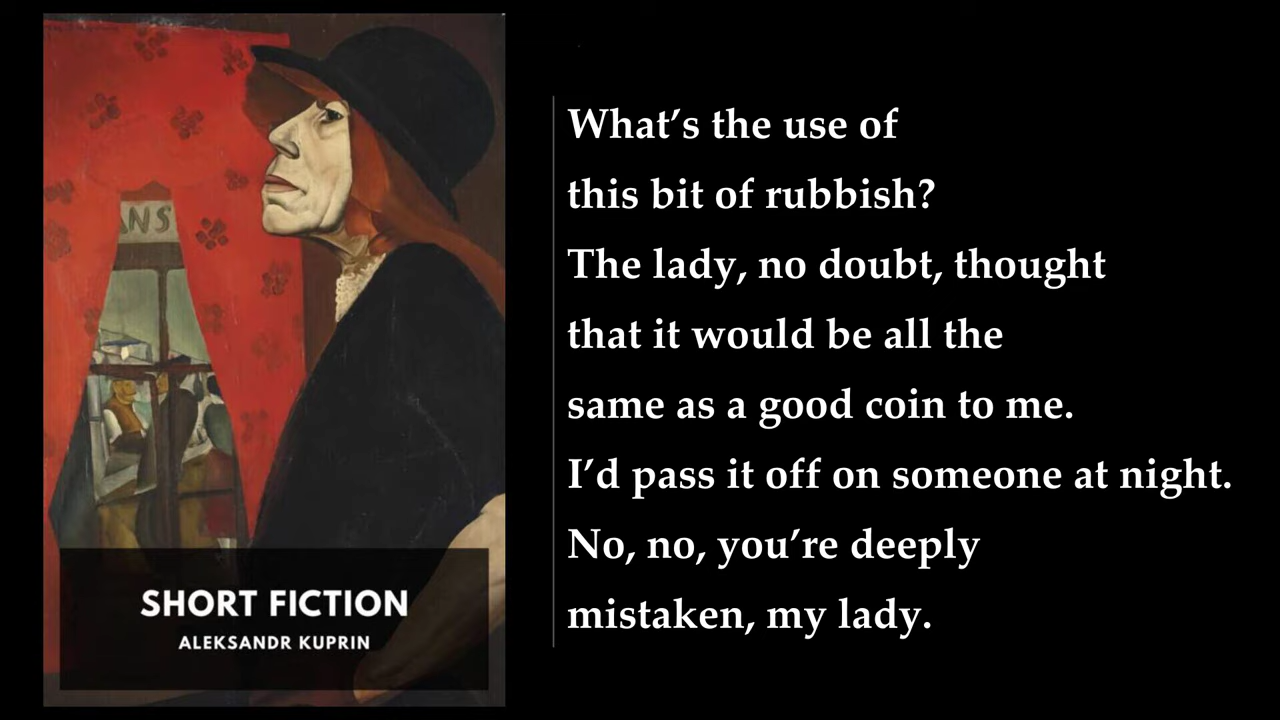 ANS
SHORT FICTION
ALEKSANDR KUPRIN
What’s the use of
this bit of rubbish?
The lady, no doubt, thought
that it would be all the
same as a good coin to me.
I’d pass it off on someone at night.
No, no, you’re deeply
mistaken, my lady.